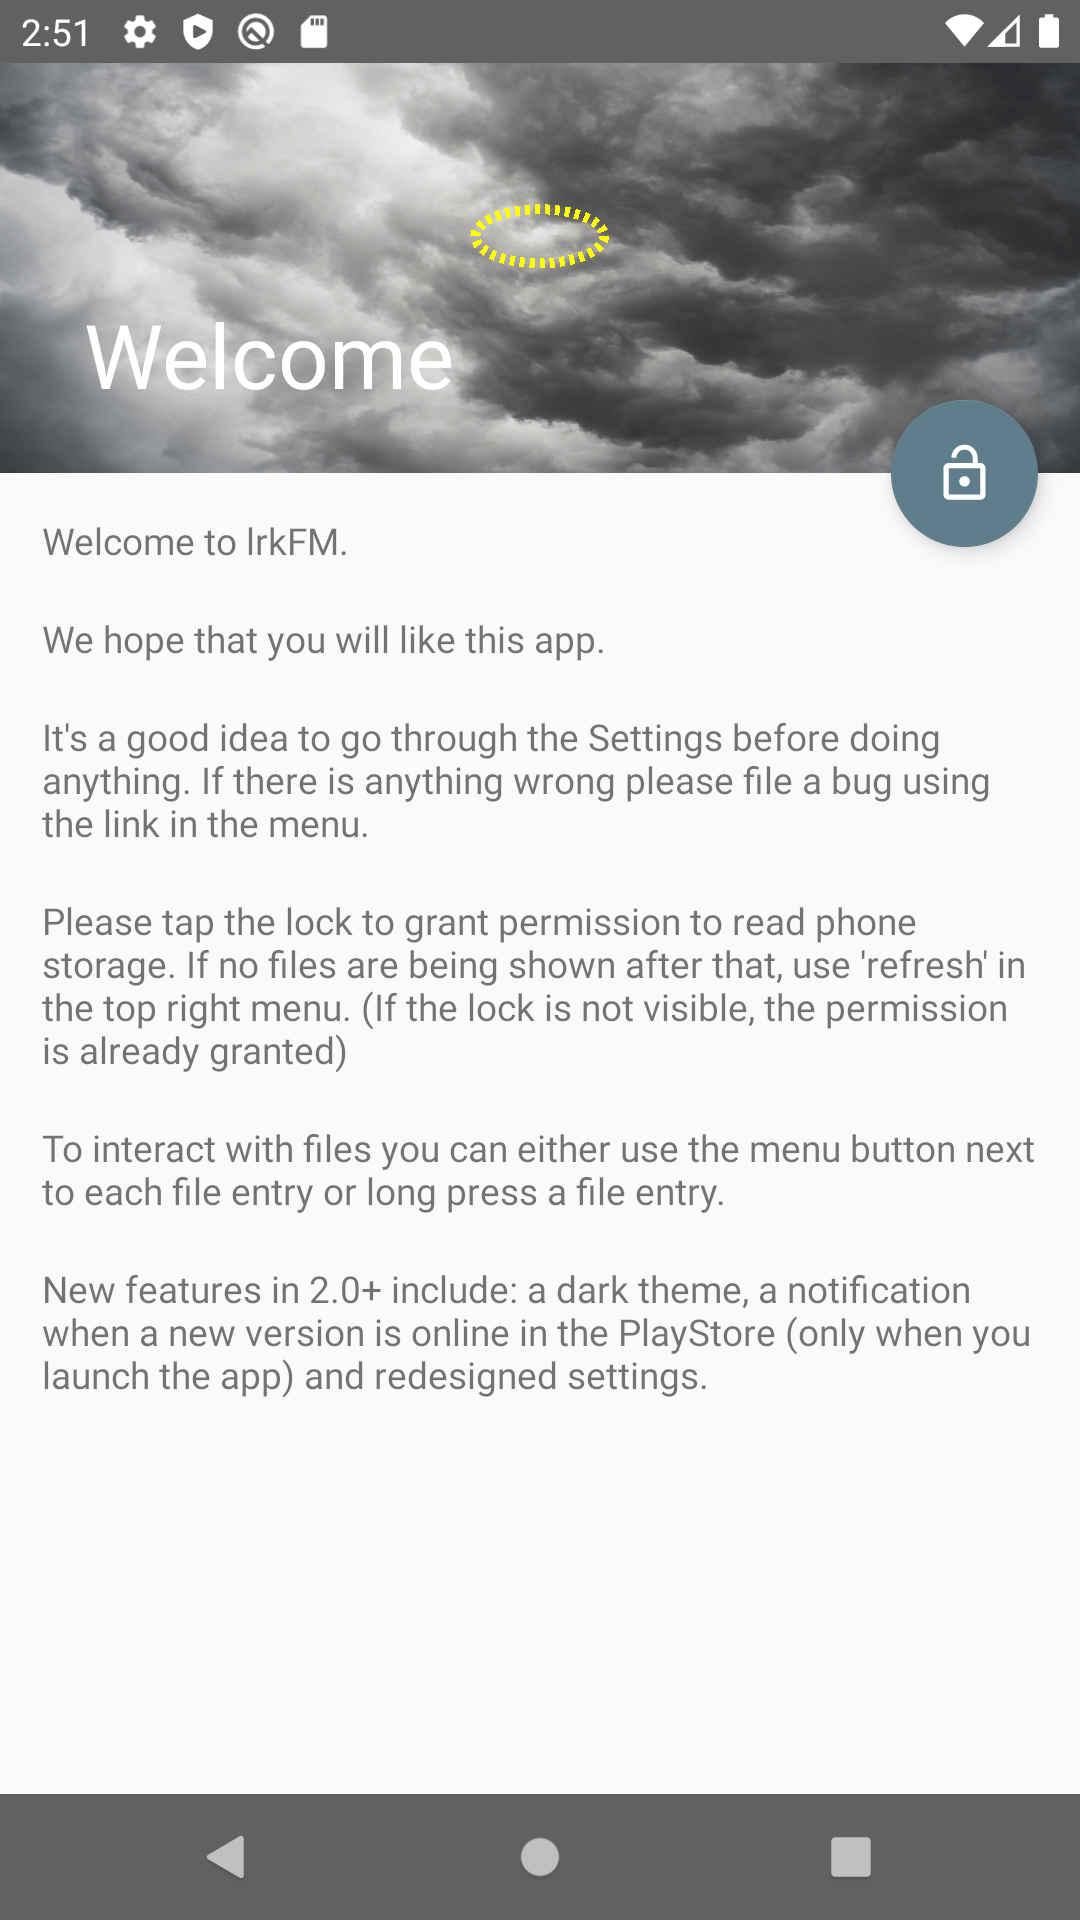 2:51
Welcome
Welcome to lrkFM.
We hope that you will like this app.
It's a good idea to go through the Settings before doing
anything. If there is anything wrong please file a bug using
the link in the menu.
Please tap the lock to grant permission to read phone
storage. If no files are being shown after that, use 'refresh' in
the top right menu. (If the lock is not visible, the permission
is already granted)
To interact with files you can either use the menu button next
to each file entry or long press a file entry.
New features in 2.0+ include: a dark theme, a notification
when a new version is online in the PlayStore (only when you
launch the app) and redesigned settings.